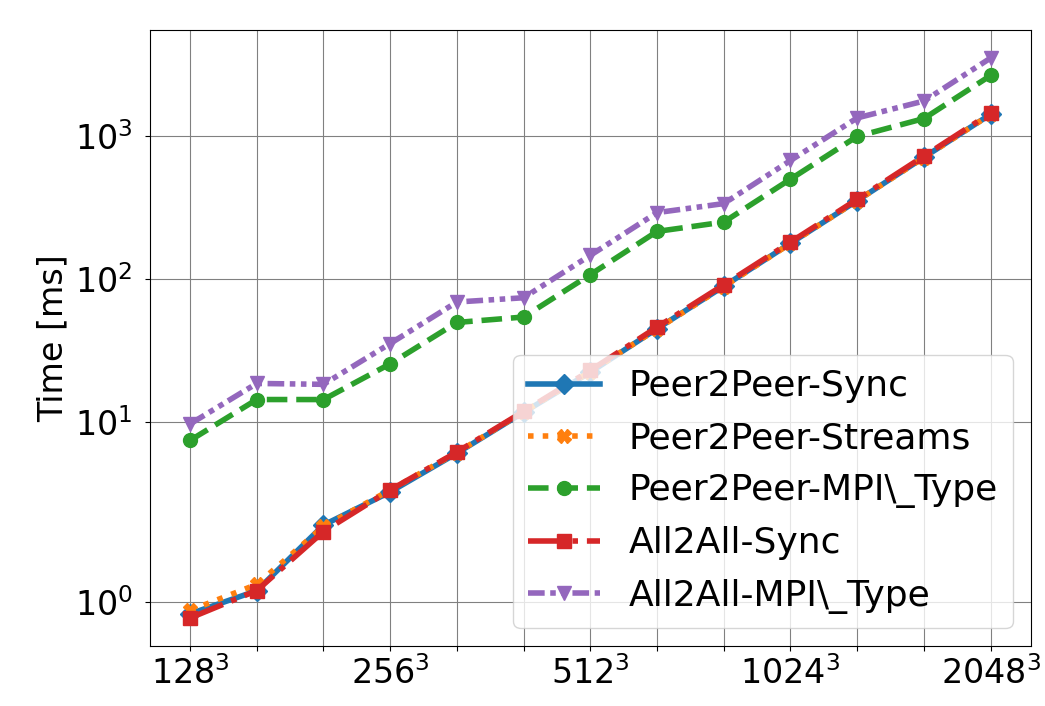 10³
10²
10¹
10⁰
Time [ms]
Peer2Peer-Sync
Peer2Peer-Streams
Peer2Peer-MPI\_Type
All2All-Sync
All2All-MPI\_Type
128³ 256³ 512³ 1024³ 2048³